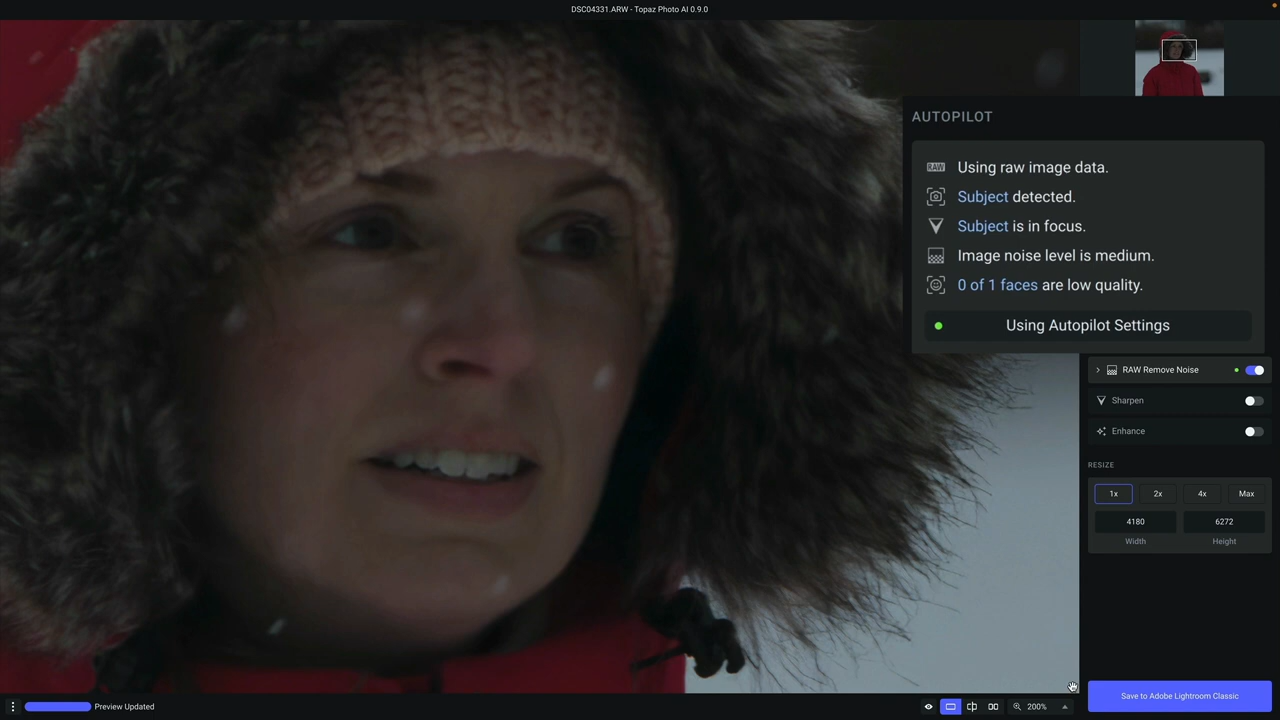 DSC04331.ARW - Topaz Photo AI 0.9.0
AUTOPILOT
RAW
Using raw image data.
Subject detected.
Subject is in focus.
Image noise level is medium.
0 of 1 faces are low quality.
Using Autopilot Settings
RAW Remove Noise
Sharpen
Enhance
RESIZE
1x 2x 4x Max
4180 6272
Width Height
Save to Adobe Lightroom Classic
Preview Updated
200%